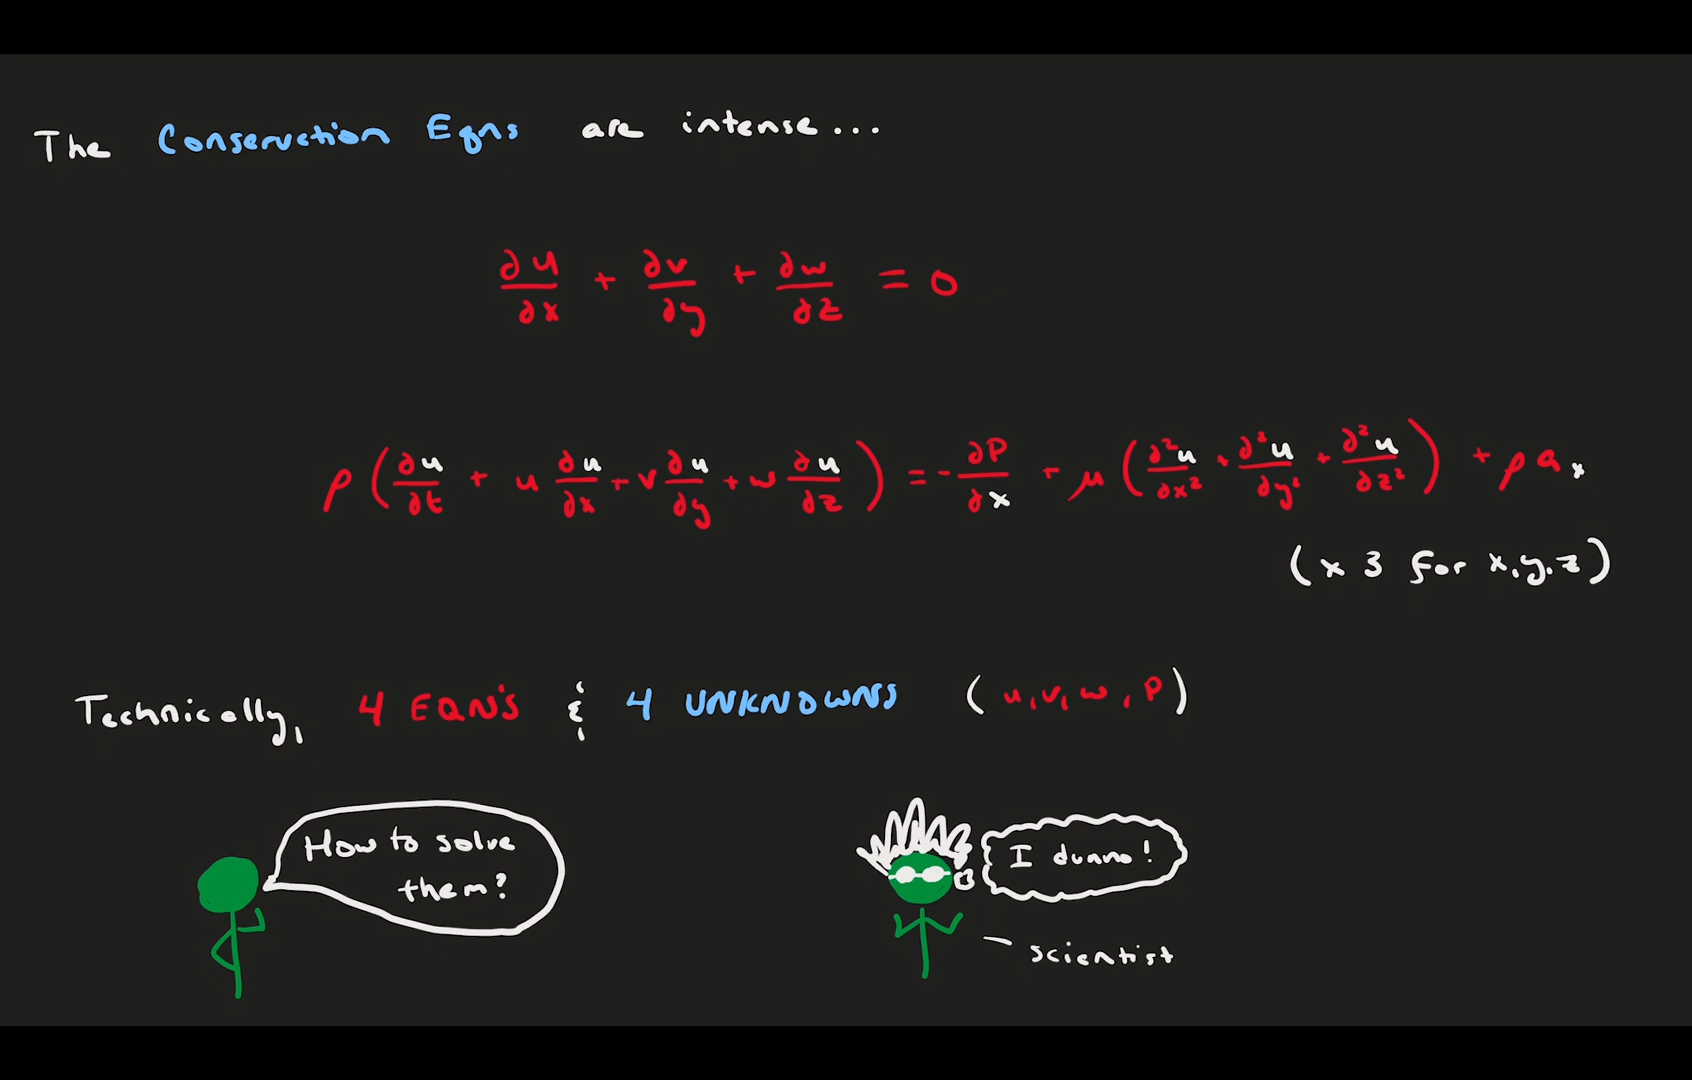 The Conservation Eqns are intense...
∂u/∂x + ∂v/∂y + ∂w/∂z = 0
ρ(∂u/∂t + u ∂u/∂x + v ∂u/∂y + w ∂u/∂z) = -∂P/∂x + μ(∂²u/∂x² + ∂²u/∂y² + ∂²u/∂z²) + ρa_x
(x 3 for x,y,z)
Technically, 4 EQN'S & 4 UNKNOWNS (u,v,w,P)
How to solve
them?
I dunno!
scientist